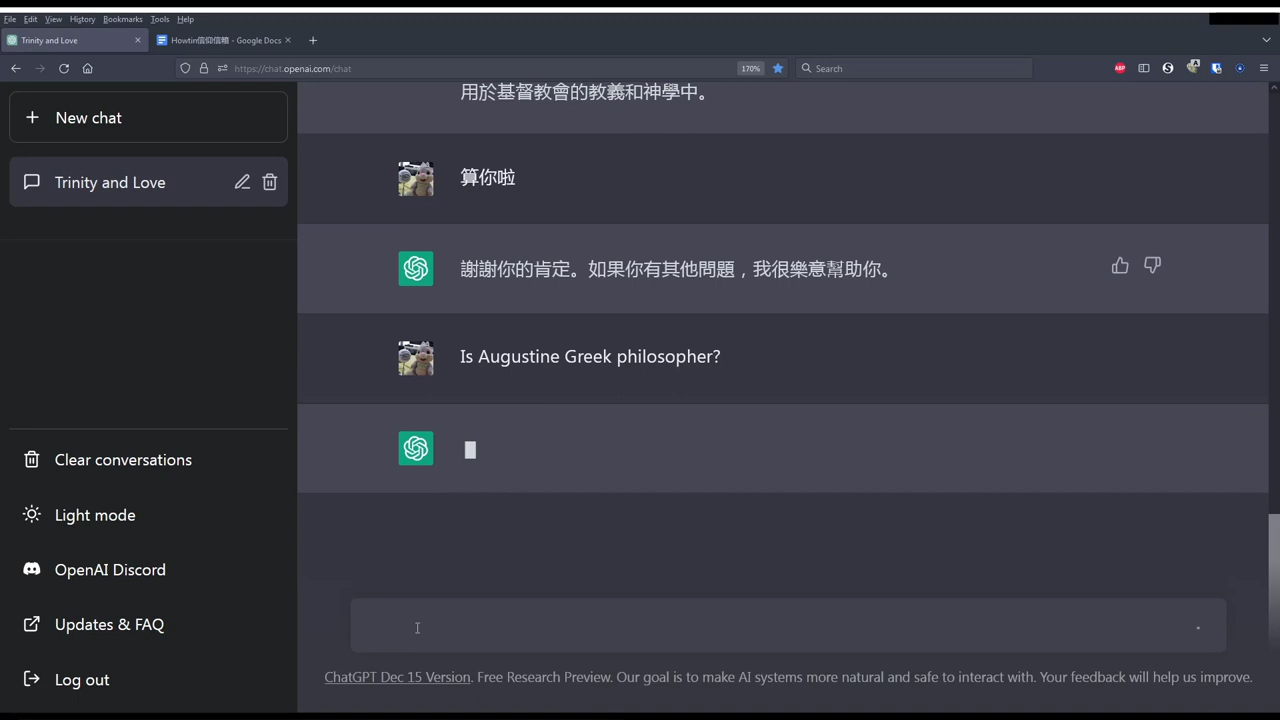 File Edit View History Bookmarks Tools Help
Trinity and Love
Howtin信仰信賴 - Google Docs
https://chat.openai.com/chat
170%
Search
New chat
Trinity and Love
Clear conversations
Light mode
OpenAI Discord
Updates & FAQ
Log out
用於基督教會的教義和神學中。
算你啦
謝謝你的肯定。如果你有其他問題，我很樂意幫助你。
Is Augustine Greek philosopher?
ChatGPT Dec 15 Version. Free Research Preview. Our goal is to make AI systems more natural and safe to interact with. Your feedback will help us improve.